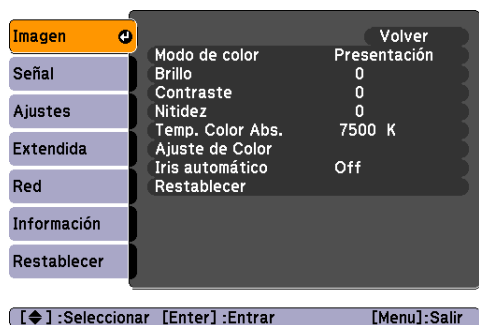 Imagen
Señal
Ajustes
Extendida
Red
Información
Restablecer
Volver
Modo de color Presentación
Brillo 0
Contraste 0
Nitidez 0
Temp. Color Abs. 7500 K
Ajuste de Color
Iris automático Off
Restablecer
[◆] :Seleccionar [Enter] :Entrar [Menu]:Salir